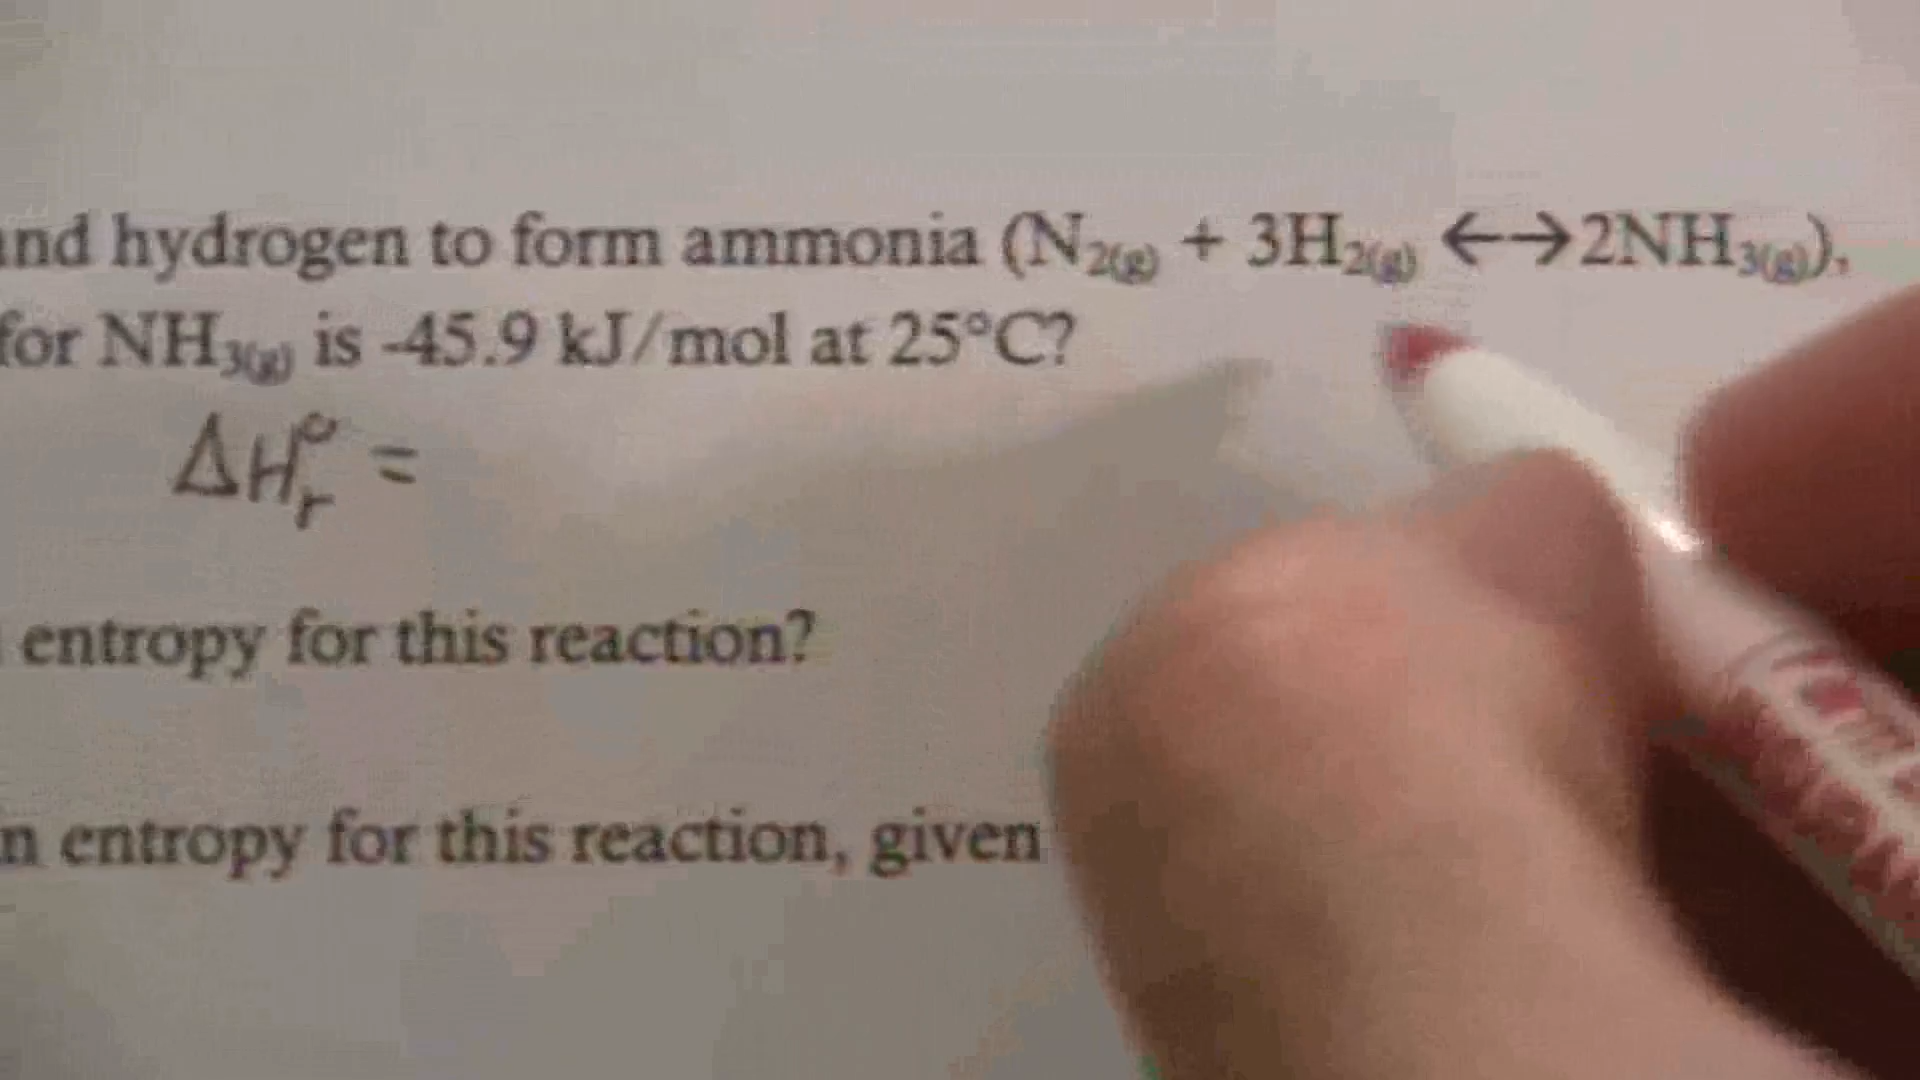 and hydrogen to form ammonia (N₂(g) + 3H₂(g) ←→2NH₃(g)),
for NH₃(g) is -45.9 kJ/mol at 25°C?
ΔH°r =
entropy for this reaction?
n entropy for this reaction, given